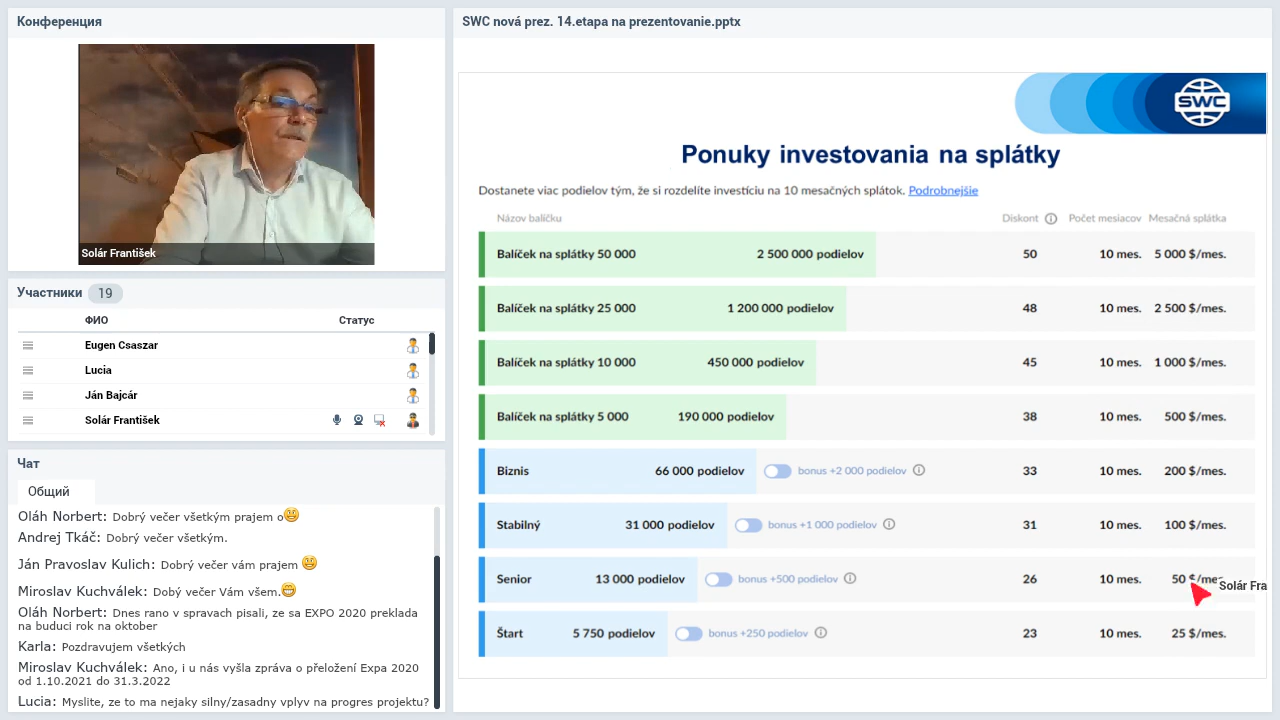 Конференция
Solár František
Участники 19
ФИО Статус
Eugen Csaszar
Lucia
Ján Bajcár
Solár František
Чат
Общий
Oláh Norbert: Dobrý večer všetkým prajem o
Andrej Tkáč: Dobrý večer všetkým.
Ján Pravoslav Kulich: Dobrý večer vám prajem
Miroslav Kuchválek: Dobý večer Vám všem.
Oláh Norbert: Dnes rano v spravach pisali, ze sa EXPO 2020 preklada
na buduci rok na oktober
Karla: Pozdravujem všetkých
Miroslav Kuchválek: Ano, i u nás vyšla zpráva o přeložení Expa 2020
od 1.10.2021 do 31.3.2022
Lucia: Myslite, ze to ma nejaky silny/zasadny vplyv na progres projektu?
SWC nová prez. 14.etapa na prezentovanie.pptx
SWC
Ponuky investovania na splátky
Dostanete viac podielov tým, že si rozdelíte investíciu na 10 mesačných splátok. Podrobnejšie
Názov balíčku Diskont Počet mesiacov Mesačná splátka
Balíček na splátky 50 000 2 500 000 podielov 50 10 mes. 5 000 $/mes.
Balíček na splátky 25 000 1 200 000 podielov 48 10 mes. 2 500 $/mes.
Balíček na splátky 10 000 450 000 podielov 45 10 mes. 1 000 $/mes.
Balíček na splátky 5 000 190 000 podielov 38 10 mes. 500 $/mes.
Biznis 66 000 podielov bonus +2 000 podielov 33 10 mes. 200 $/mes.
Stabilný 31 000 podielov bonus +1 000 podielov 31 10 mes. 100 $/mes.
Senior 13 000 podielov bonus +500 podielov 26 10 mes. 50 $/mes. Solár Fra
Štart 5 750 podielov bonus +250 podielov 23 10 mes. 25 $/mes.